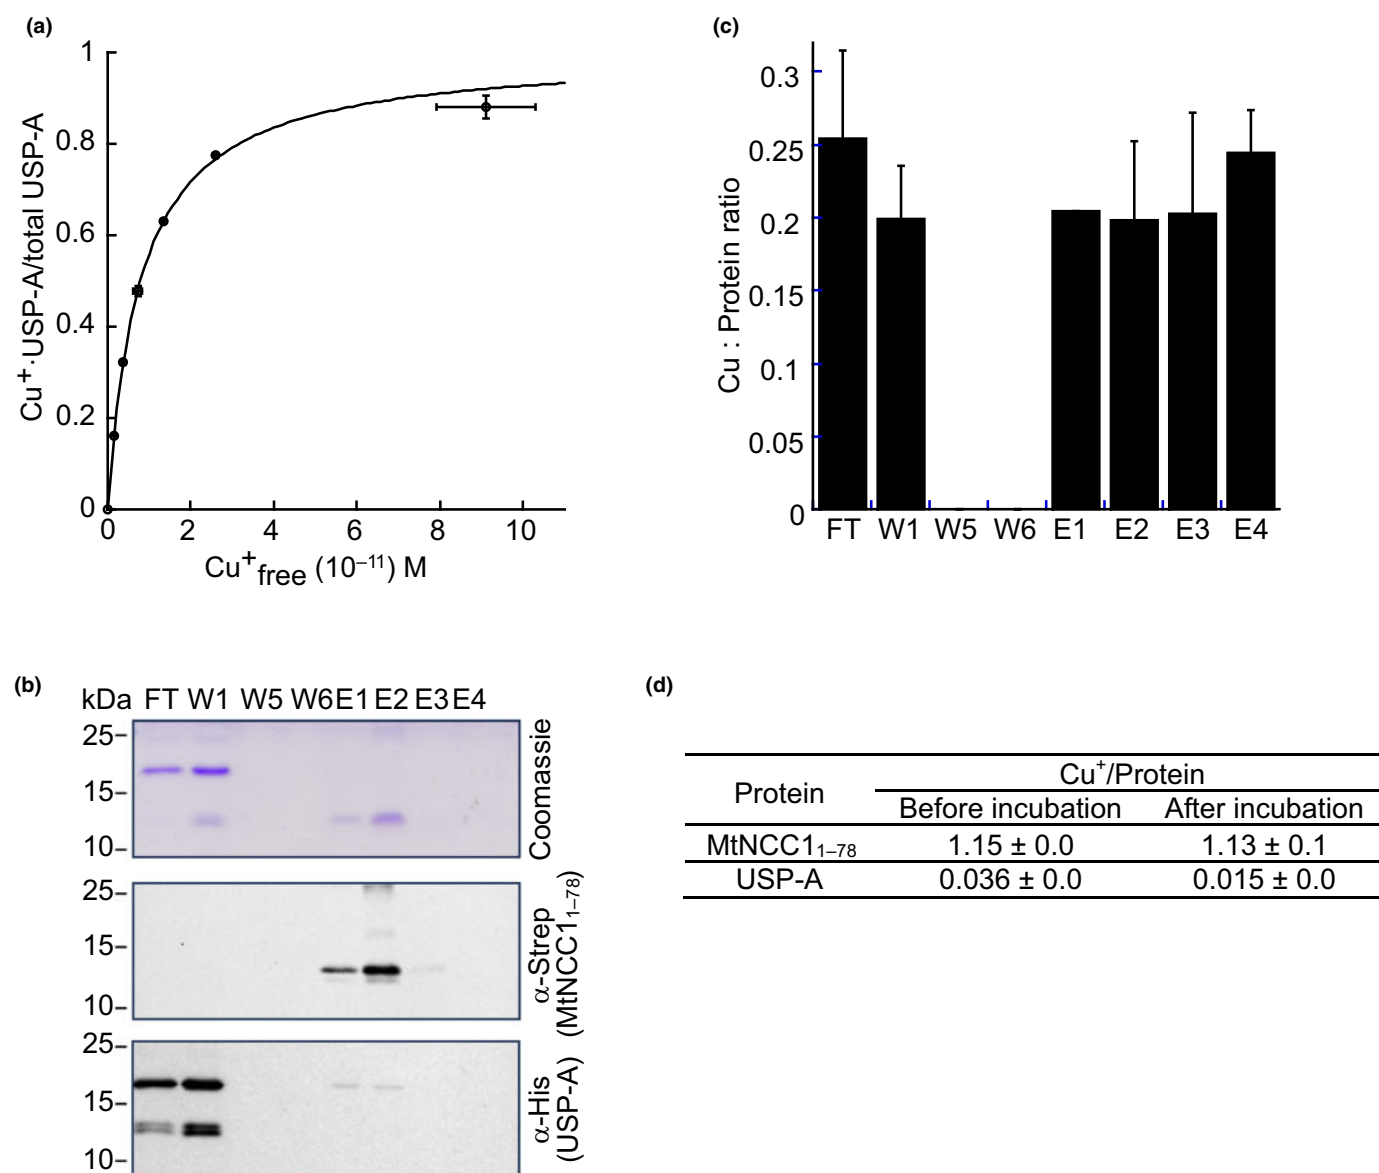 (a)
1
0.8
0.6
0.4
0.2
0
0 2 4 6 8 10
Cu⁺·USP-A/total USP-A
Cu⁺free (10⁻¹¹) M
(c)
0.3
0.25
0.2
0.15
0.1
0.05
0
FT W1 W5 W6 E1 E2 E3 E4
Cu : Protein ratio
(b)
kDa FT W1 W5 W6 E1 E2 E3 E4
25–
15–
10–
Coomassie
25–
15–
10–
α-Strep
(MtNCC1₁₋₇₈)
25–
15–
10–
α-His
(USP-A)
(d)
Protein Cu⁺/Protein
Before incubation After incubation
MtNCC1₁₋₇₈ 1.15 ± 0.0 1.13 ± 0.1
USP-A 0.036 ± 0.0 0.015 ± 0.0